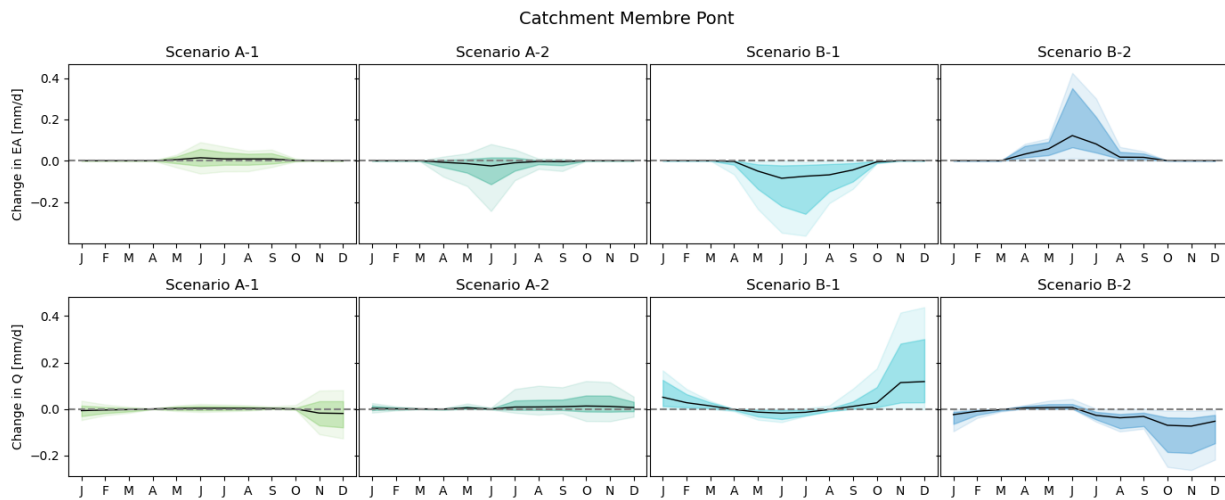 Catchment Membre Pont
Scenario A-1 Scenario A-2 Scenario B-1 Scenario B-2
Change in EA [mm/d]
0.4
0.2
0.0
−0.2
J F M A M J J A S O N D J F M A M J J A S O N D J F M A M J J A S O N D J F M A M J J A S O N D
Scenario A-1 Scenario A-2 Scenario B-1 Scenario B-2
Change in Q [mm/d]
0.4
0.2
0.0
−0.2
J F M A M J J A S O N D J F M A M J J A S O N D J F M A M J J A S O N D J F M A M J J A S O N D